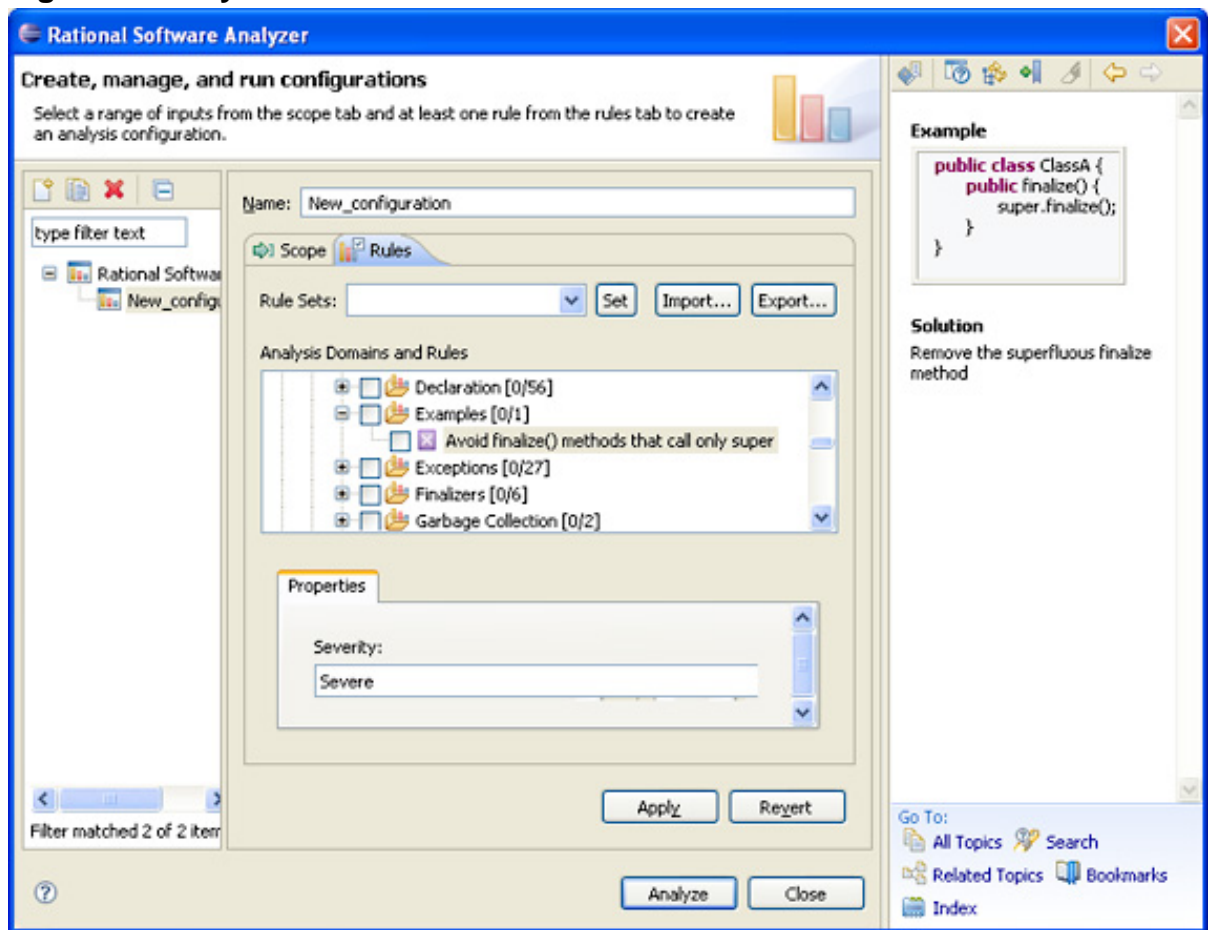 Rational Software Analyzer
Create, manage, and run configurations
Select a range of inputs from the scope tab and at least one rule from the rules tab to create
an analysis configuration.
type filter text
Rational Softwa
New_config
Filter matched 2 of 2 item
Name: New_configuration
Scope Rules
Rule Sets: Set Import... Export...
Analysis Domains and Rules
Declaration [0/56]
Examples [0/1]
Avoid finalize() methods that call only super
Exceptions [0/27]
Finalizers [0/6]
Garbage Collection [0/2]
Properties
Severity:
Severe
Apply Revert
Analyze Close
Example
public class ClassA {
public finalize() {
super.finalize();
}
}
Solution
Remove the superfluous finalize
method
Go To:
All Topics Search
Related Topics Bookmarks
Index